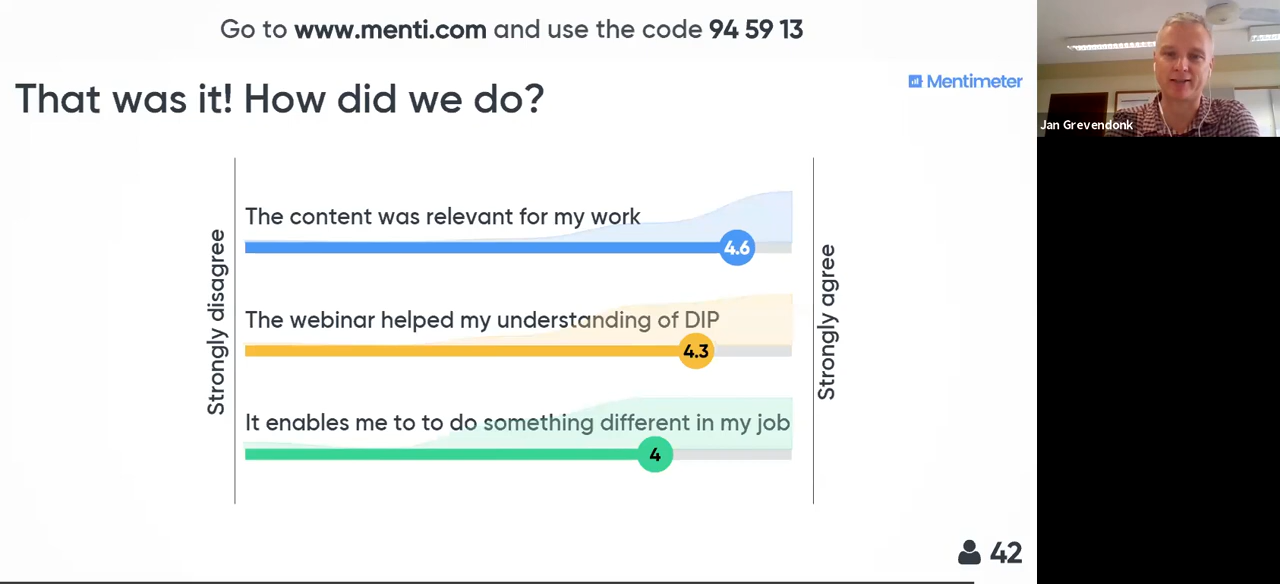 Go to www.menti.com and use the code 94 59 13
Mentimeter
That was it! How did we do?
Jan Grevendonk
Strongly disagree
The content was relevant for my work
4.6
The webinar helped my understanding of DIP
4.3
It enables me to to do something different in my job
4
Strongly agree
42